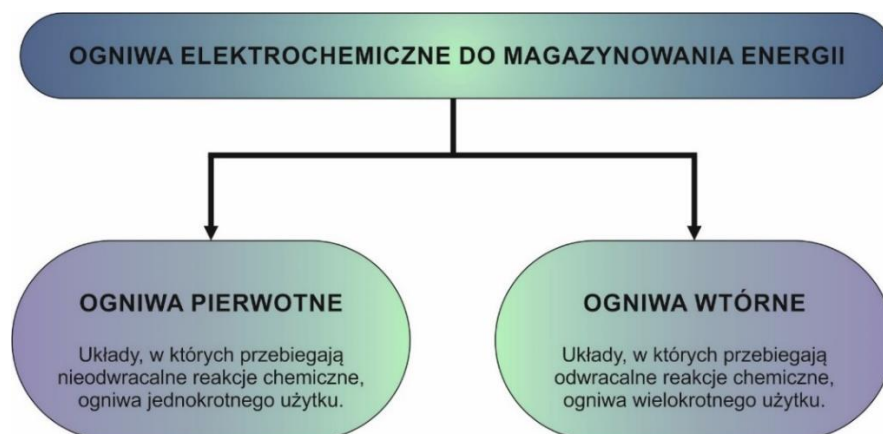 OGNIWA ELEKTROCHEMICZNE DO MAGAZYNOWANIA ENERGII
OGNIWA PIERWOTNE
Układy, w których przebiegają
nieodwracalne reakcje chemiczne,
ogniwa jednokrotnego użytku.
OGNIWA WTÓRNE
Układy, w których przebiegają
odwracalne reakcje chemiczne,
ogniwa wielokrotnego użytku.